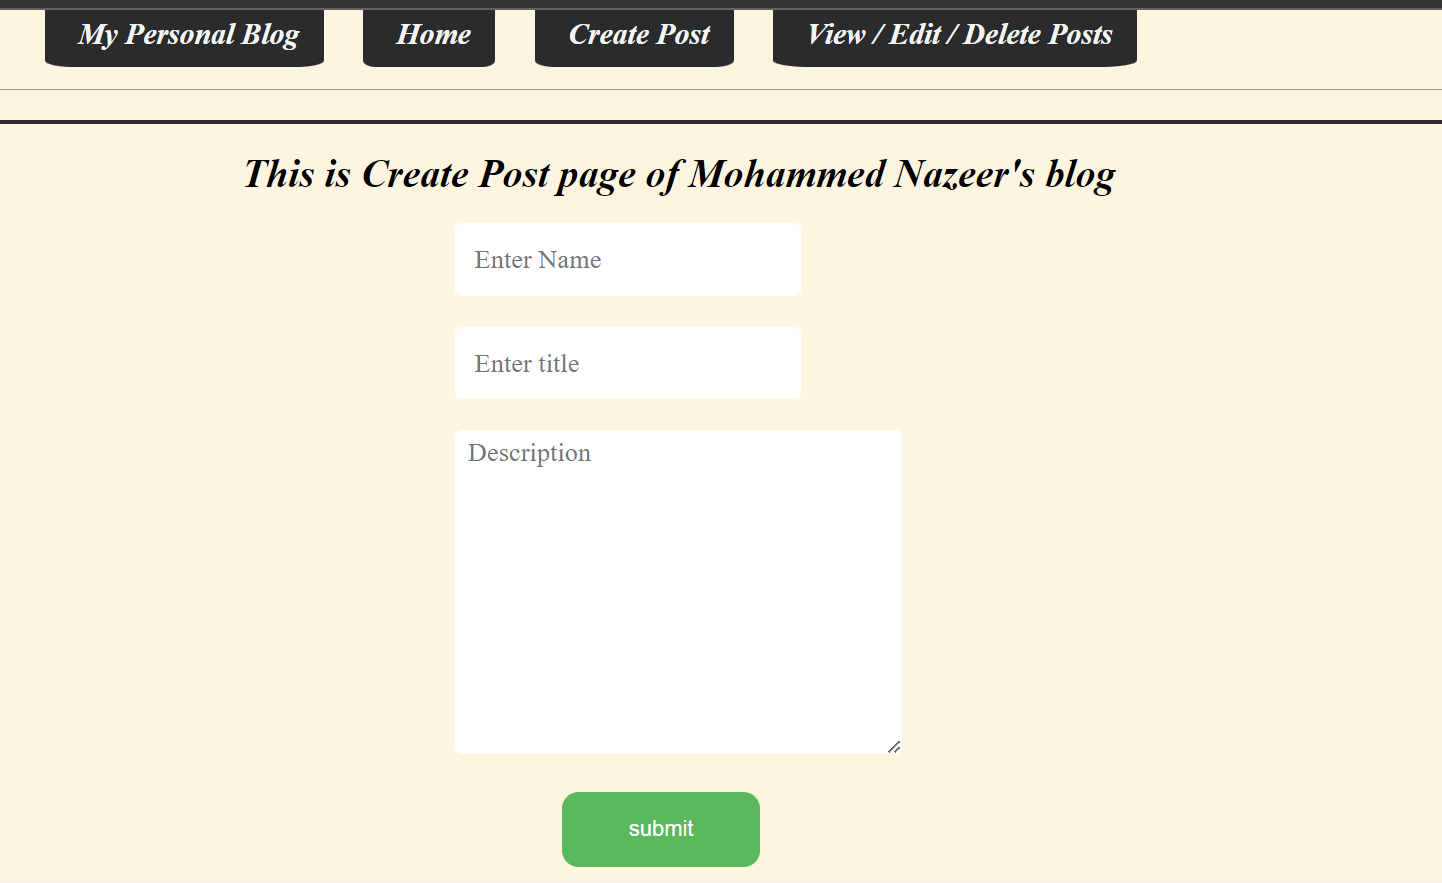 My Personal Blog Home Create Post View / Edit / Delete Posts
This is Create Post page of Mohammed Nazeer's blog
Enter Name
Enter title
Description
submit